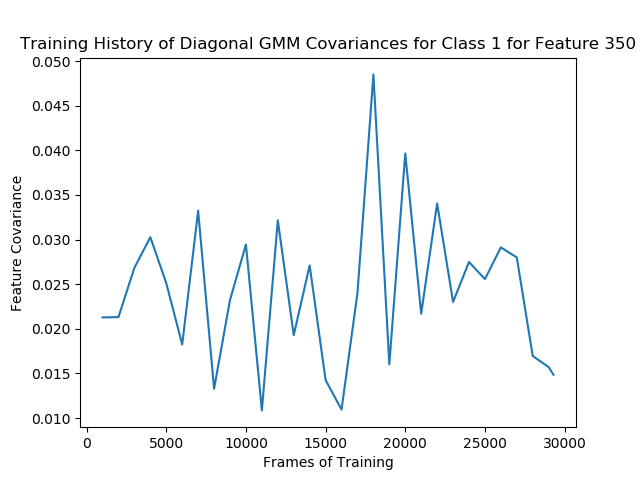 Training History of Diagonal GMM Covariances for Class 1 for Feature 350
0.050
0.045
0.040
0.035
0.030
0.025
0.020
0.015
0.010
Feature Covariance
0 5000 10000 15000 20000 25000 30000
Frames of Training